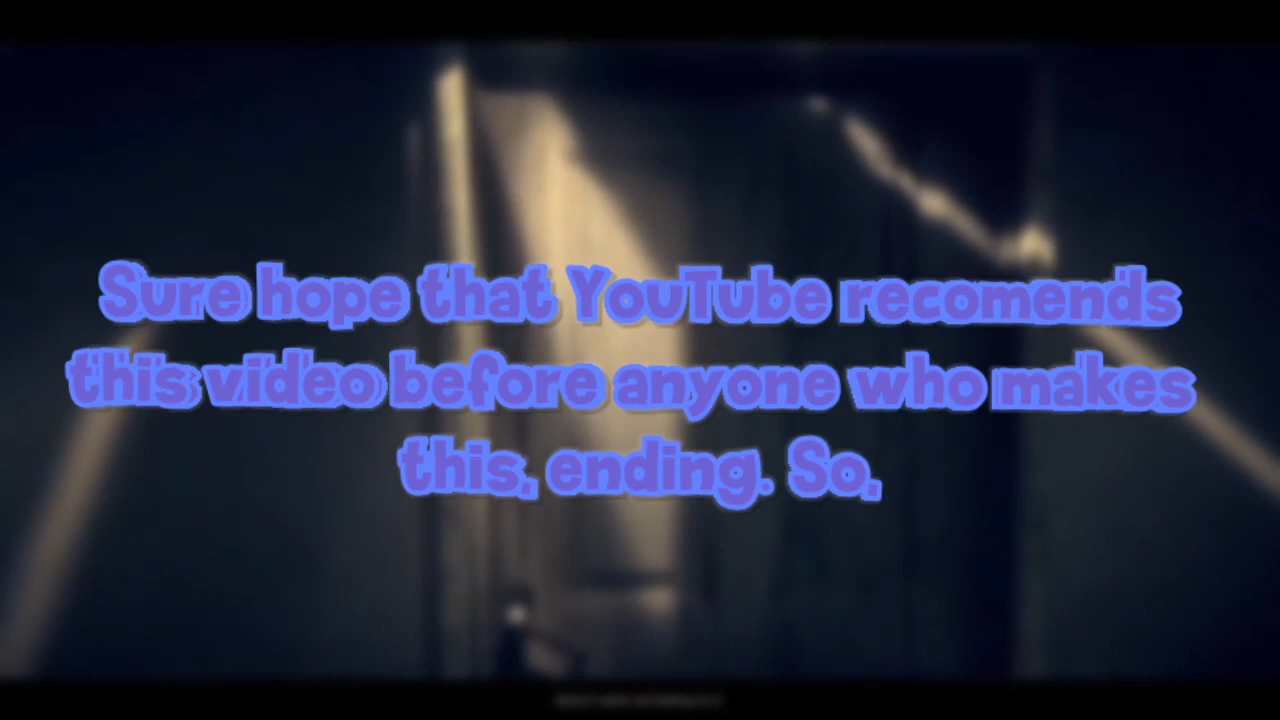 Sure hope that YouTube recomends
this video before anyone who makes
this, ending. So,